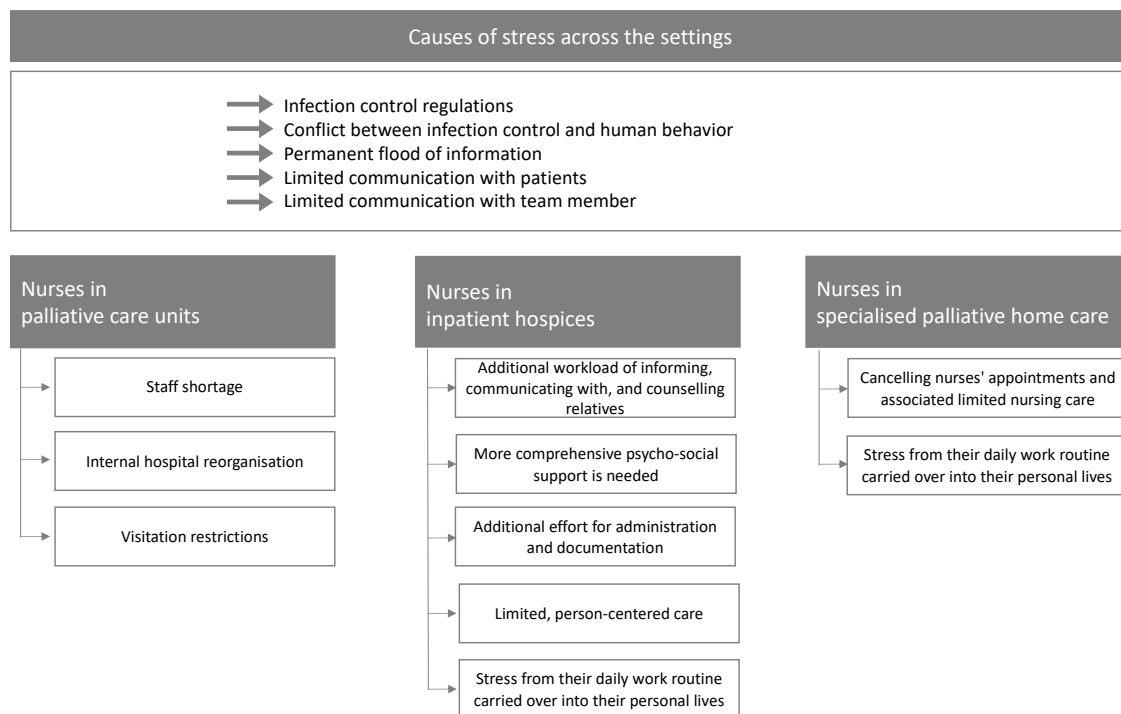 Causes of stress across the settings
Infection control regulations
Conflict between infection control and human behavior
Permanent flood of information
Limited communication with patients
Limited communication with team member
Nurses in
palliative care units
Staff shortage
Internal hospital reorganisation
Visitation restrictions
Nurses in
inpatient hospices
Additional workload of informing,
communicating with, and counselling
relatives
More comprehensive psycho-social
support is needed
Additional effort for administration
and documentation
Limited, person-centered care
Stress from their daily work routine
carried over into their personal lives
Nurses in
specialised palliative home care
Cancelling nurses' appointments and
associated limited nursing care
Stress from their daily work routine
carried over into their personal lives